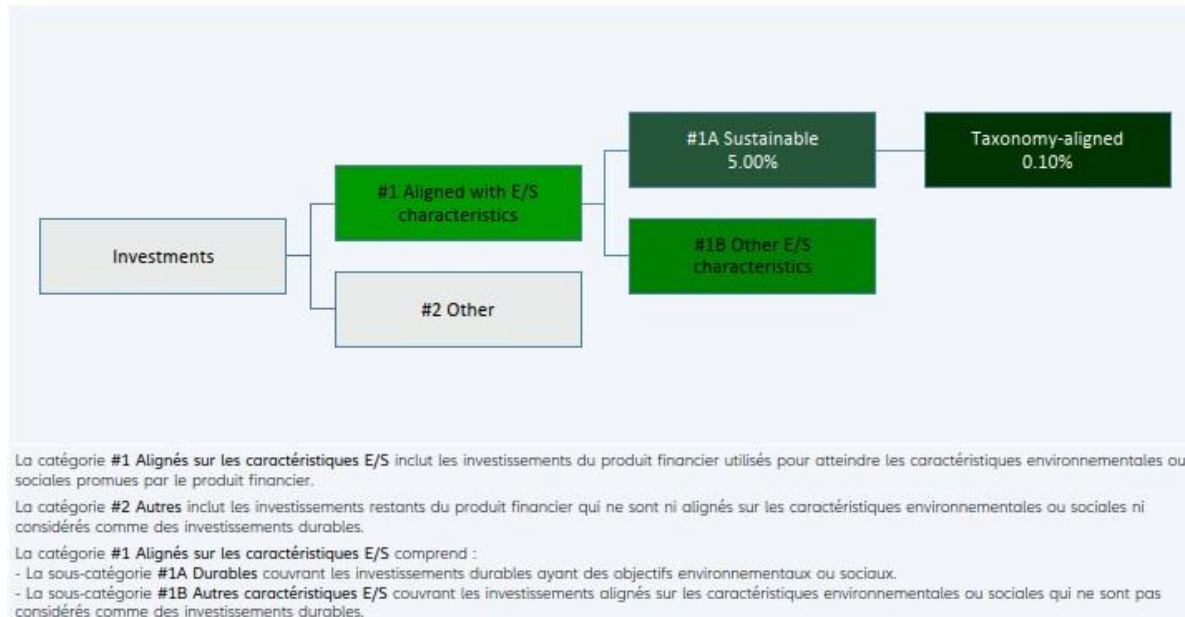 #1A Sustainable
5.00%
Taxonomy-aligned
0.10%
#1 Aligned with E/S
characteristics
Investments
#1B Other E/S
characteristics
#2 Other
La catégorie #1 Alignés sur les caractéristiques E/S inclut les investissements du produit financier utilisés pour atteindre les caractéristiques environnementales ou
sociales promues par le produit financier.
La catégorie #2 Autres inclut les investissements restants du produit financier qui ne sont ni alignés sur les caractéristiques environnementales ou sociales ni
considérés comme des investissements durables.
La catégorie #1 Alignés sur les caractéristiques E/S comprend :
- La sous-catégorie #1A Durables couvrant les investissements durables ayant des objectifs environnementaux ou sociaux.
- La sous-catégorie #1B Autres caractéristiques E/S couvrant les investissements alignés sur les caractéristiques environnementales ou sociales qui ne sont pas
considérés comme des investissements durables.